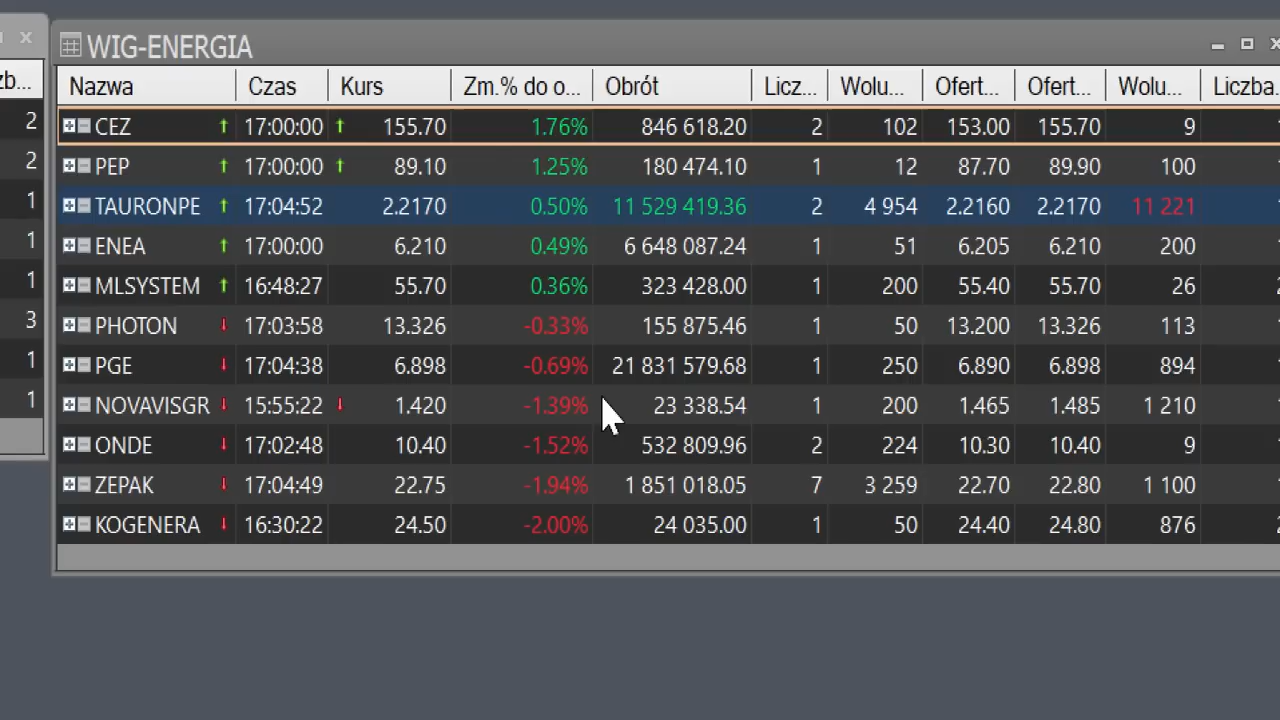 WIG-ENERGIA
zb... Nazwa Czas Kurs Zm.% do o... Obrót Licz... Wolu... Ofert... Ofert... Wolu... Liczba.
2 CEZ 17:00:00 155.70 1.76% 846 618.20 2 102 153.00 155.70 9
2 PEP 17:00:00 89.10 1.25% 180 474.10 1 12 87.70 89.90 100
1 TAURONPE 17:04:52 2.2170 0.50% 11 529 419.36 2 4 954 2.2160 2.2170 11 221
1 ENEA 17:00:00 6.210 0.49% 6 648 087.24 1 51 6.205 6.210 200
1 MLSYSTEM 16:48:27 55.70 0.36% 323 428.00 1 200 55.40 55.70 26
3 PHOTON 17:03:58 13.326 -0.33% 155 875.46 1 50 13.200 13.326 113
1 PGE 17:04:38 6.898 -0.69% 21 831 579.68 1 250 6.890 6.898 894
1 NOVAVISGR 15:55:22 1.420 -1.39% 23 338.54 1 200 1.465 1.485 1 210
ONDE 17:02:48 10.40 -1.52% 532 809.96 2 224 10.30 10.40 9
ZEPAK 17:04:49 22.75 -1.94% 1 851 018.05 7 3 259 22.70 22.80 1 100
KOGENERA 16:30:22 24.50 -2.00% 24 035.00 1 50 24.40 24.80 876